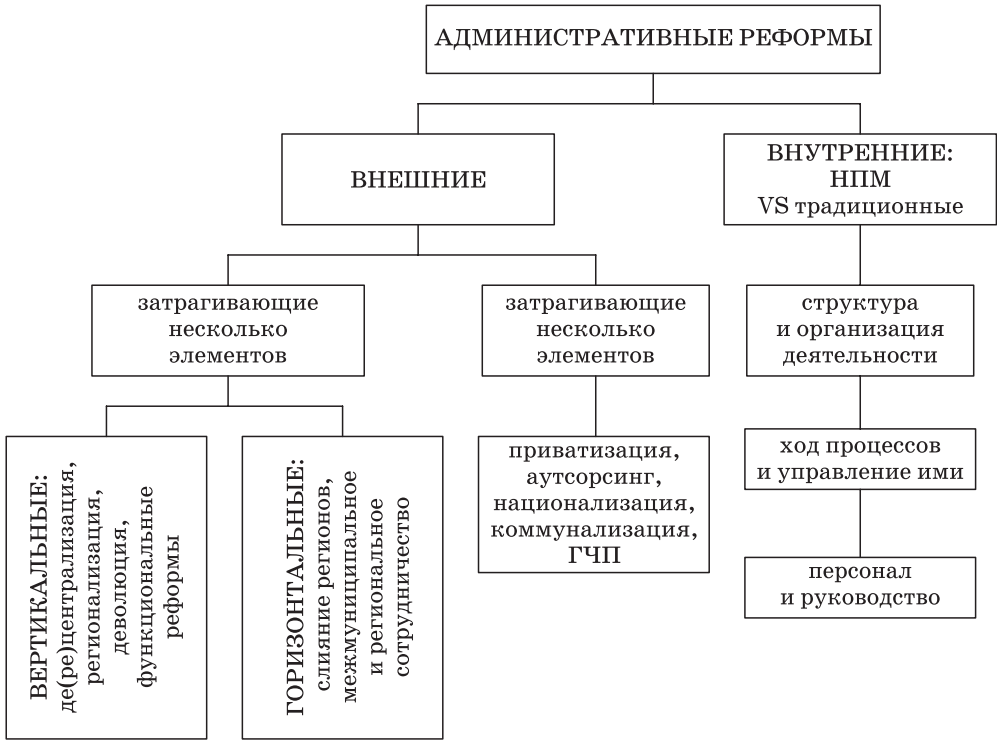 АДМИНИСТРАТИВНЫЕ РЕФОРМЫ
ВНЕШНИЕ
ВНУТРЕННИЕ:
НПМ
VS традиционные
затрагивающие
несколько
элементов
затрагивающие
несколько
элементов
структура
и организация
деятельности
ВЕРТИКАЛЬНЫЕ:
де(ре)централизация,
регионализация,
деволюция,
функциональные
реформы
ГОРИЗОНТАЛЬНЫЕ:
слияние регионов,
межмуниципальное
и региональное
сотрудничество
приватизация,
аутсорсинг,
национализация,
коммунализация,
ГЧП
ход процессов
и управление ими
персонал
и руководство